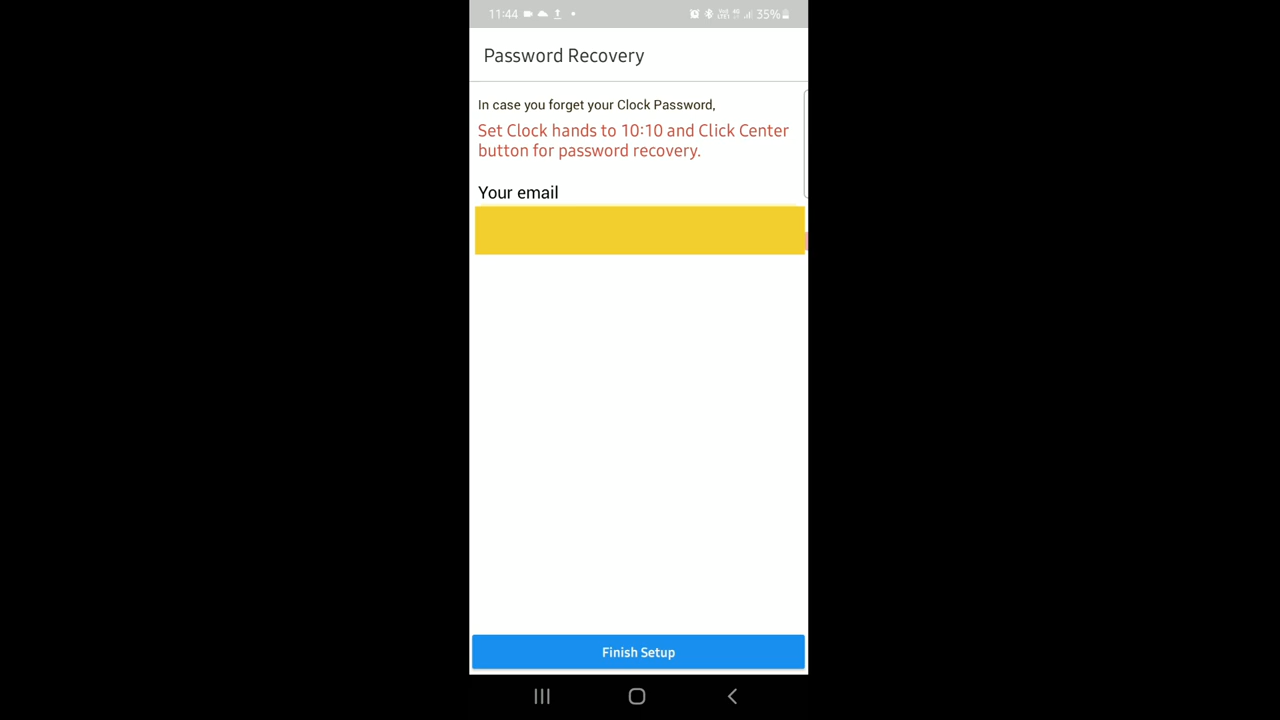 11:44 35%
Password Recovery
In case you forget your Clock Password,
Set Clock hands to 10:10 and Click Center
button for password recovery.
Your email
Finish Setup